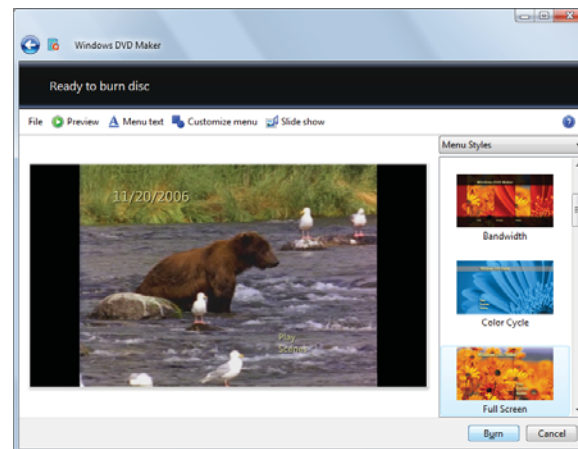 Windows DVD Maker
Ready to burn disc
File Preview Menu text Customize menu Slide show
Menu Styles
11/20/2006
Play
Scenes
Bandwidth
Color Cycle
Full Screen
Burn Cancel